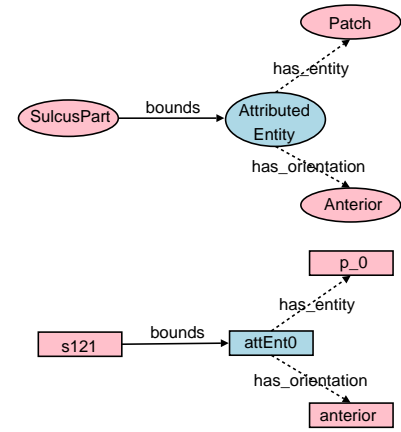 Patch
has_entity
bounds
SulcusPart
Attributed
Entity
has_orientation
Anterior
p_0
has_entity
bounds
s121
attEnt0
has_orientation
anterior